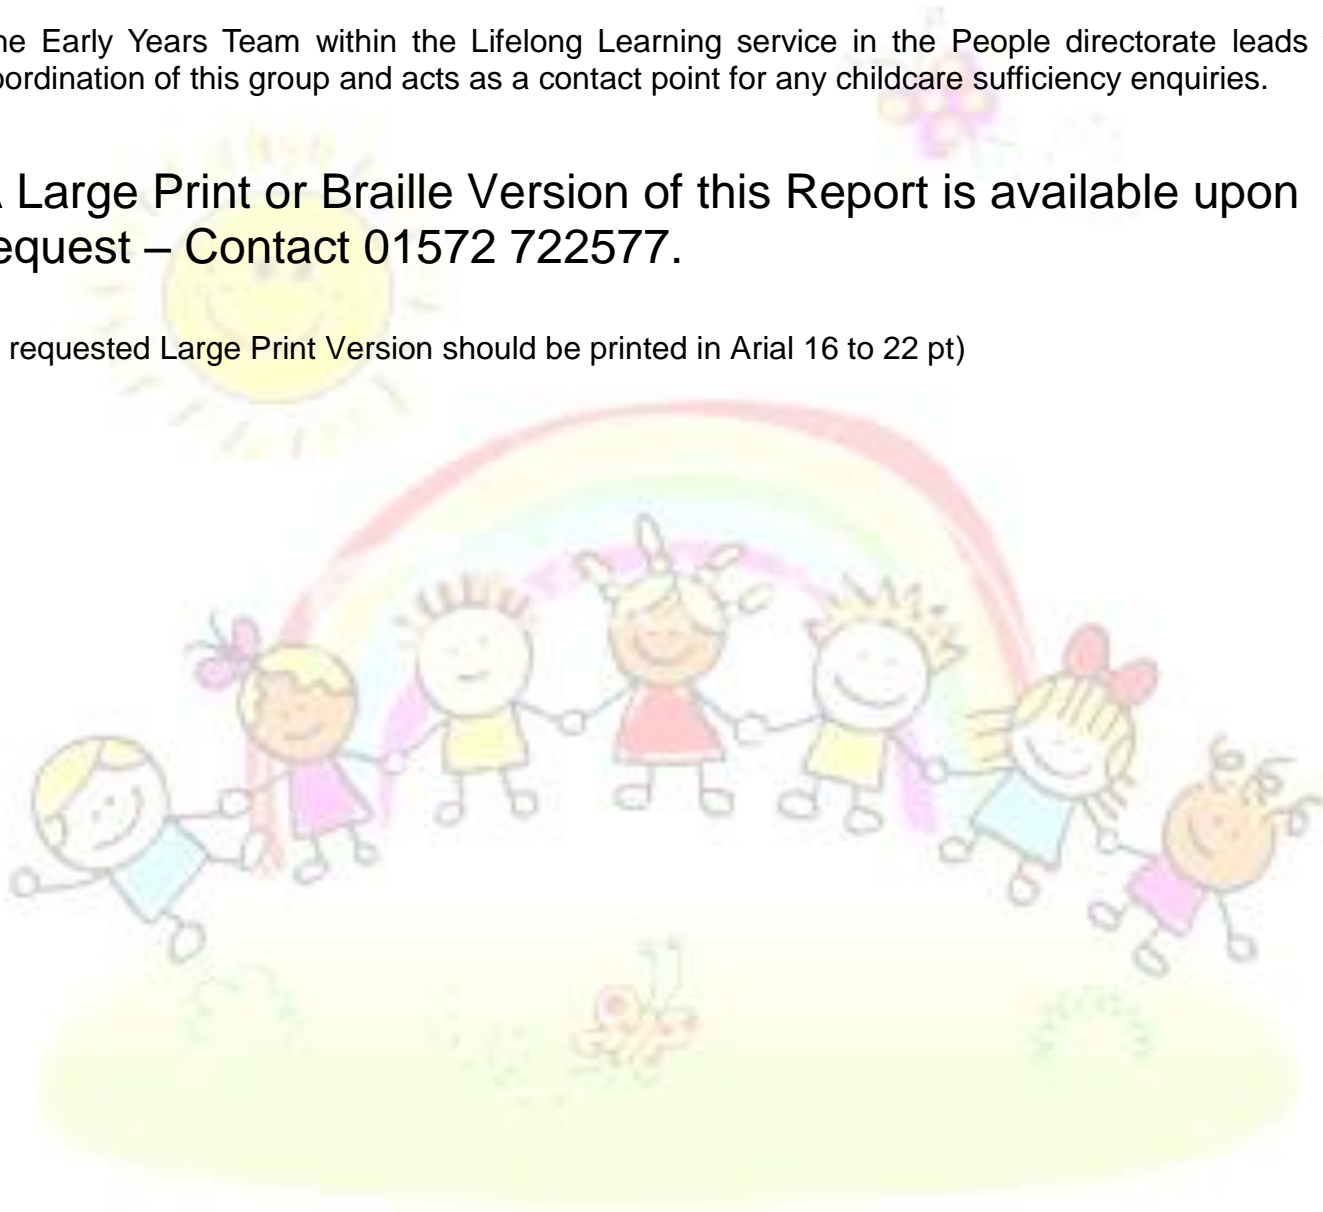 he Early Years Team within the Lifelong Learning service in the People directorate leads
oordination of this group and acts as a contact point for any childcare sufficiency enquiries.
Large Print or Braille Version of this Report is available upon
equest – Contact 01572 722577.
requested Large Print Version should be printed in Arial 16 to 22 pt)